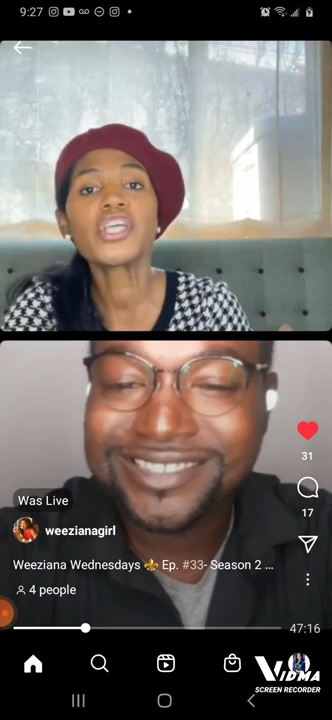 9:27
Was Live
weezianagirl
Weeziana Wednesdays ⚜️ Ep. #33- Season 2 ...
4 people
31
17
47:16
VIDMA
SCREEN RECORDER